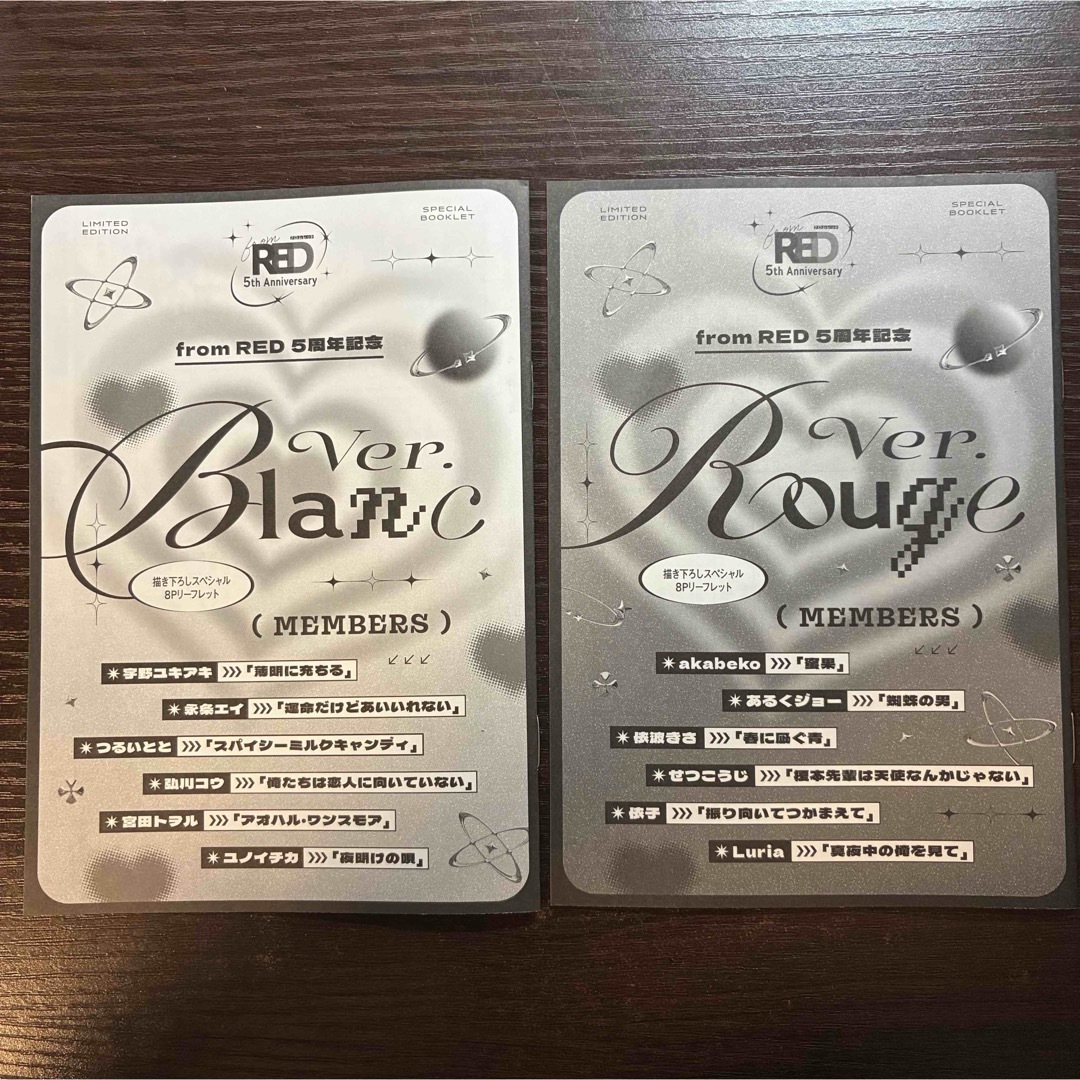 LIMITED
EDITION
SPECIAL
BOOKLET
from
RED
5th Anniversary
from RED 5周年記念
Ver.
Blanc
描き下ろしスペシャル
8Pリーフレット
( MEMBERS )
宇野ユキアキ >>>「薄明に充ちる」
永条エイ >>>「運命だけどあいいれない」
つるいとと >>>「スパイシーミルクキャンディ」
弘川コウ >>>「俺たちは恋人に向いていない」
宮田トヲル >>>「アオハル・ワンスモア」
ユノイチカ >>>「夜明けの唄」
LIMITED
EDITION
SPECIAL
BOOKLET
from
RED
5th Anniversary
from RED 5周年記念
Ver.
Rouge
描き下ろしスペシャル
8Pリーフレット
( MEMBERS )
akabeko >>>「蜜果」
あるくジョー >>>「蜘蛛の男」
依波きさ >>>「春に凪ぐ青」
せつこうじ >>>「榎本先輩は天使なんかじゃない」
依子 >>>「振り向いてつかまえて」
Luria >>>「真夜中の俺を見て」